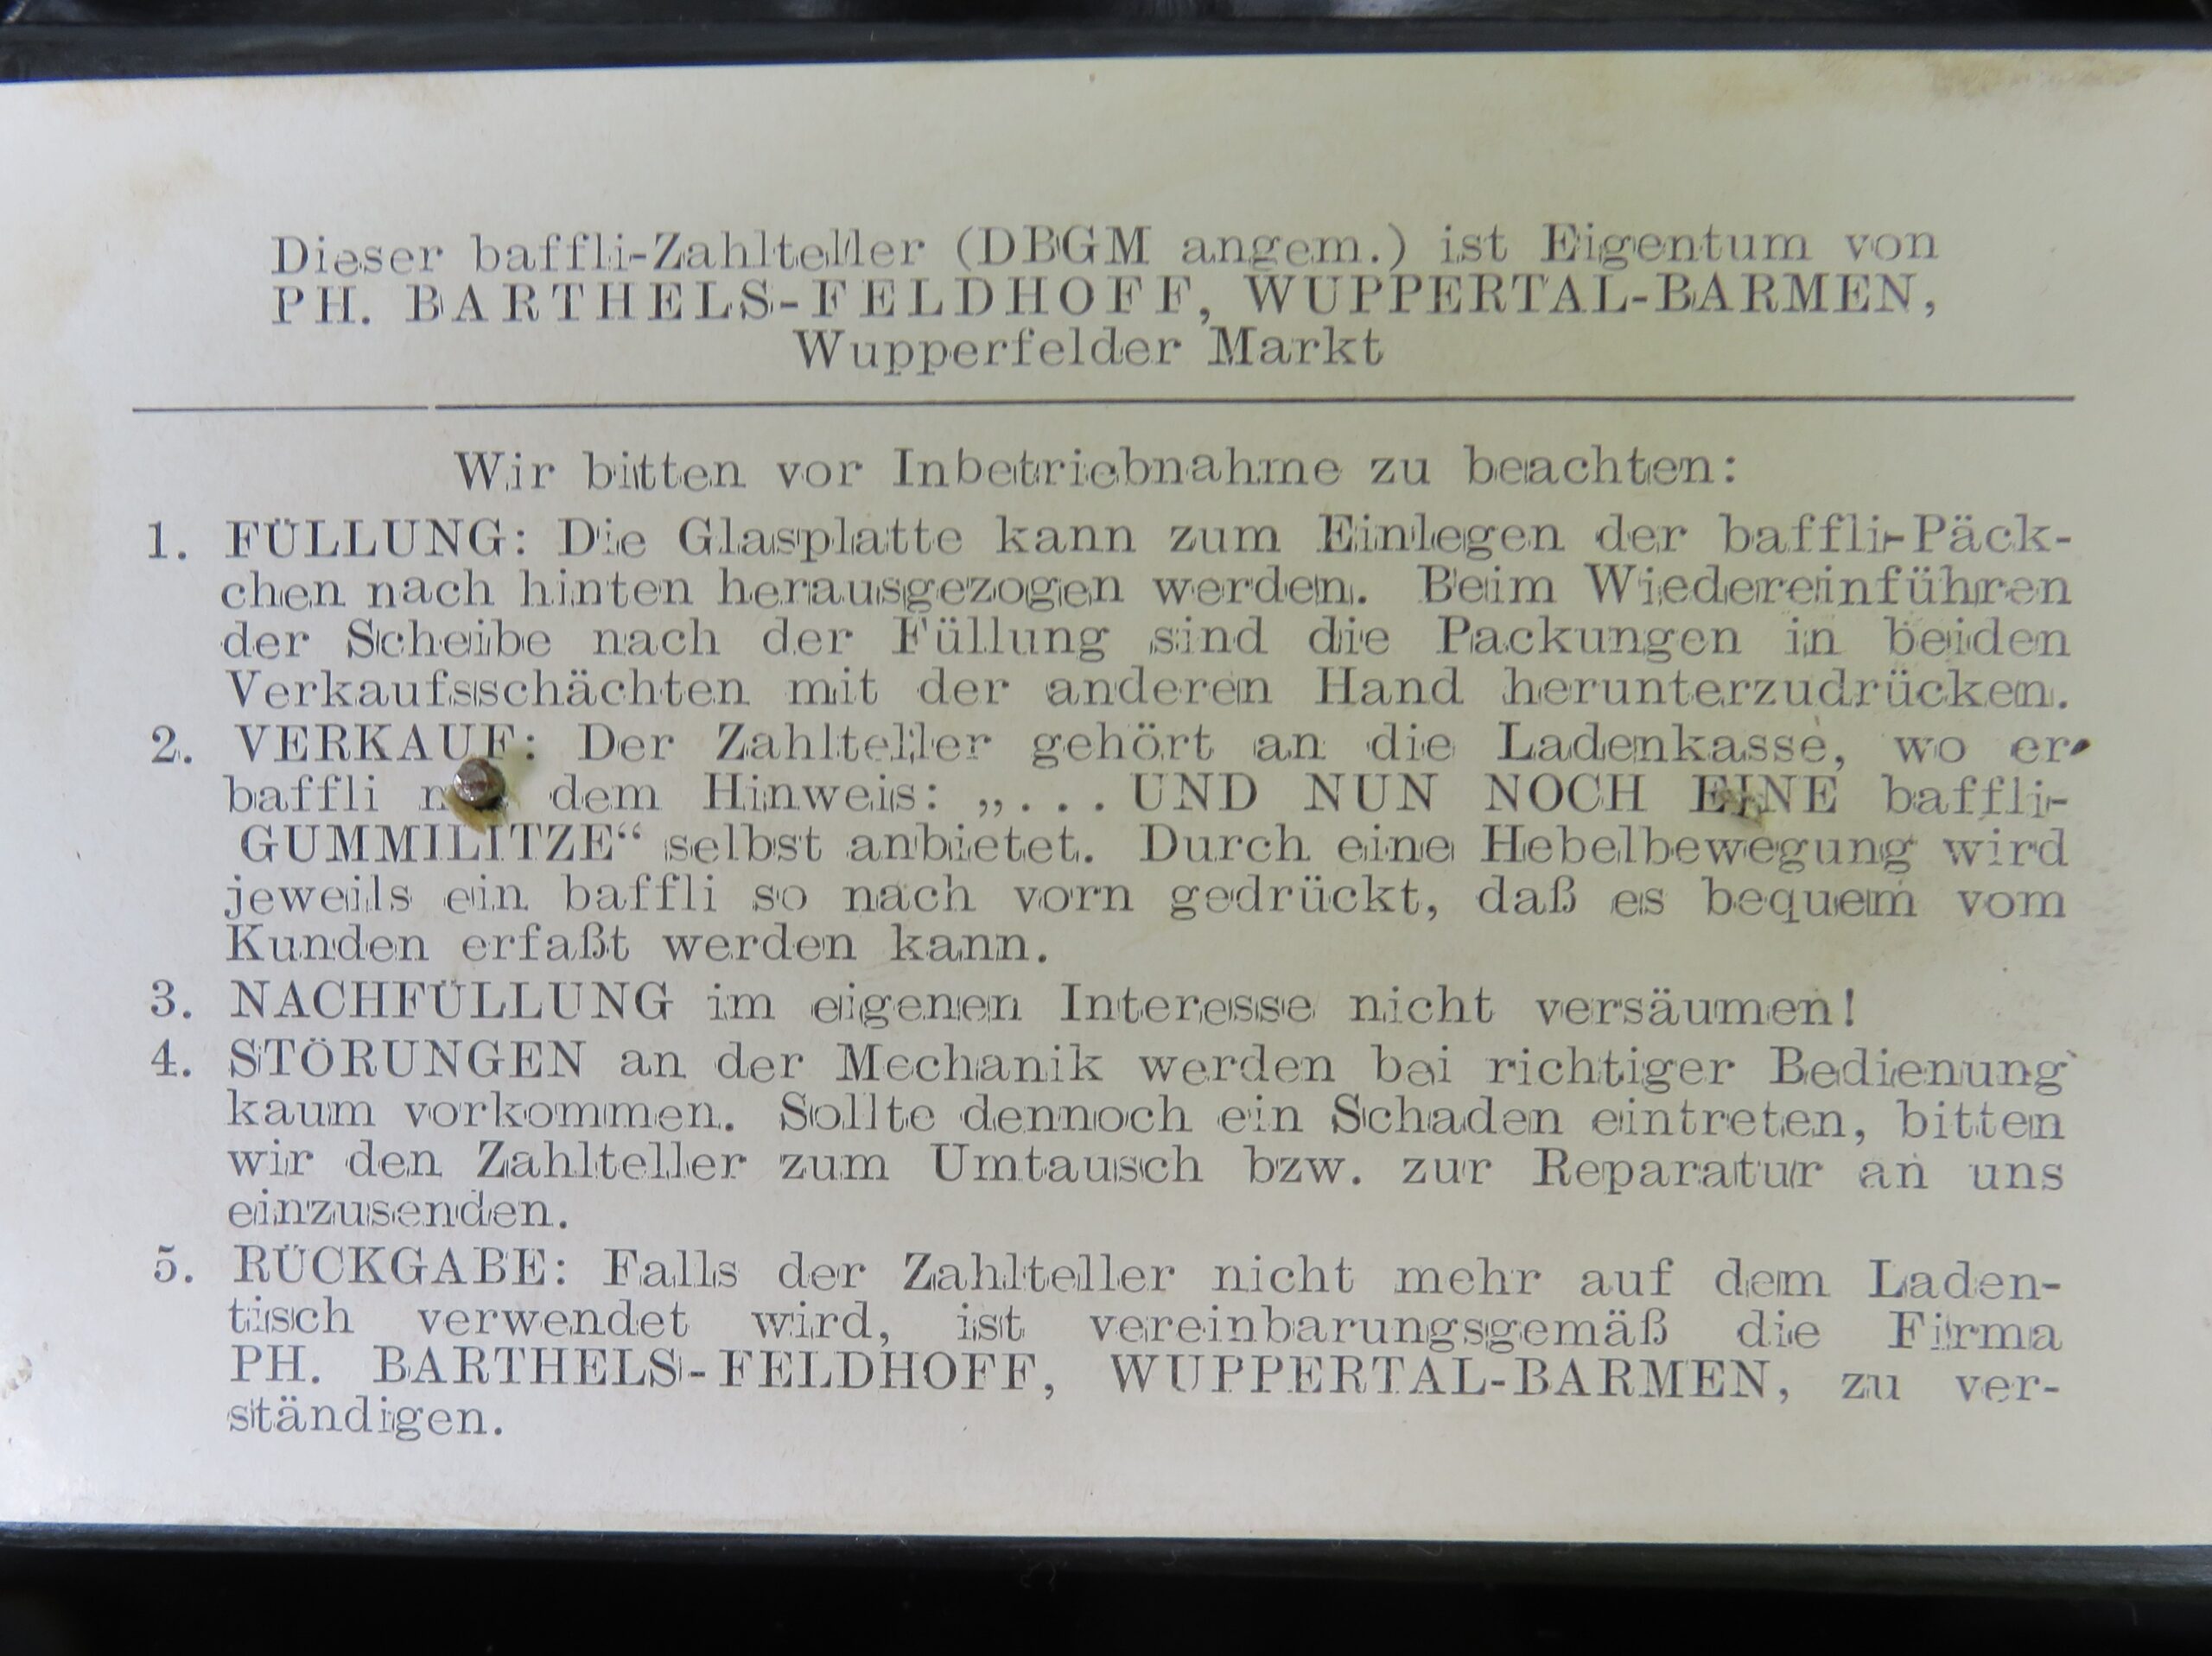 Dieser baffli-Zahlteller (DBGM angem.) ist Eigentum von
PH. BARTHELS-FELDHOFF, WUPPERTAL-BARMEN,
Wupperfelder Markt
Wir bitten vor Inbetriebnahme zu beachten:
1. FÜLLUNG: Die Glasplatte kann zum Einlegen der baffli-Päck-
chen nach hinten herausgezogen werden. Beim Wiedereinführen
der Scheibe nach der Füllung sind die Packungen in beiden
Verkaufsschächten mit der anderen Hand herunterzudrücken.
2. VERKAUF: Der Zahlteller gehört an die Ladenkasse, wo er
baffli dem Hinweis: „... UND NUN NOCH EINE baffli-
GUMMILITZE“ selbst anbietet. Durch eine Hebelbewegung wird
jeweils ein baffli so nach vorn gedrückt, daß es bequem vom
Kunden erfaßt werden kann.
3. NACHFÜLLUNG im eigenen Interesse nicht versäumen!
4. STÖRUNGEN an der Mechanik werden bei richtiger Bedienung
kaum vorkommen. Sollte dennoch ein Schaden eintreten, bitten
wir den Zahlteller zum Umtausch bzw. zur Reparatur an uns
einzusenden.
5. RÜCKGABE: Falls der Zahlteller nicht mehr auf dem Laden-
tisch verwendet wird, ist vereinbarungsgemäß die Firma
PH. BARTHELS-FELDHOFF, WUPPERTAL-BARMEN, zu ver-
ständigen.